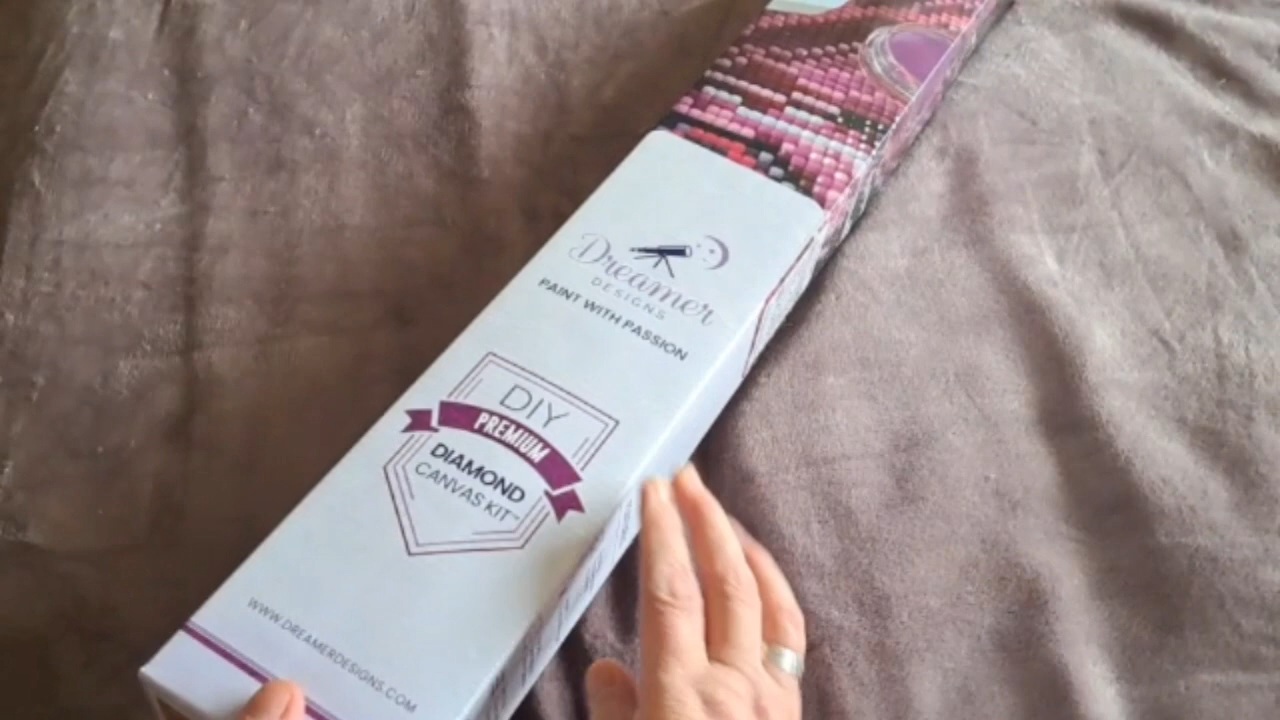 Dreamer
DESIGNS
PAINT WITH PASSION
DIY
PREMIUM
DIAMOND
CANVAS KIT™
WWW.DREAMERDESIGNS.COM